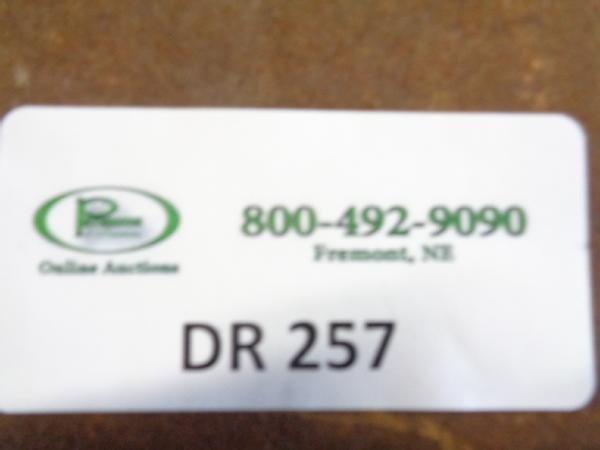 800-492-9090
Fremont, NE
Online Auctions
DR 257